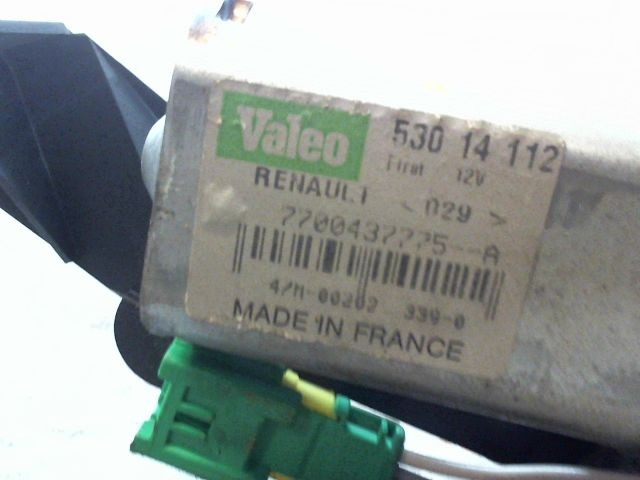 Valeo 530 14 112
12V
RENAULT < 029 >
7700437775--A
MADE IN FRANCE